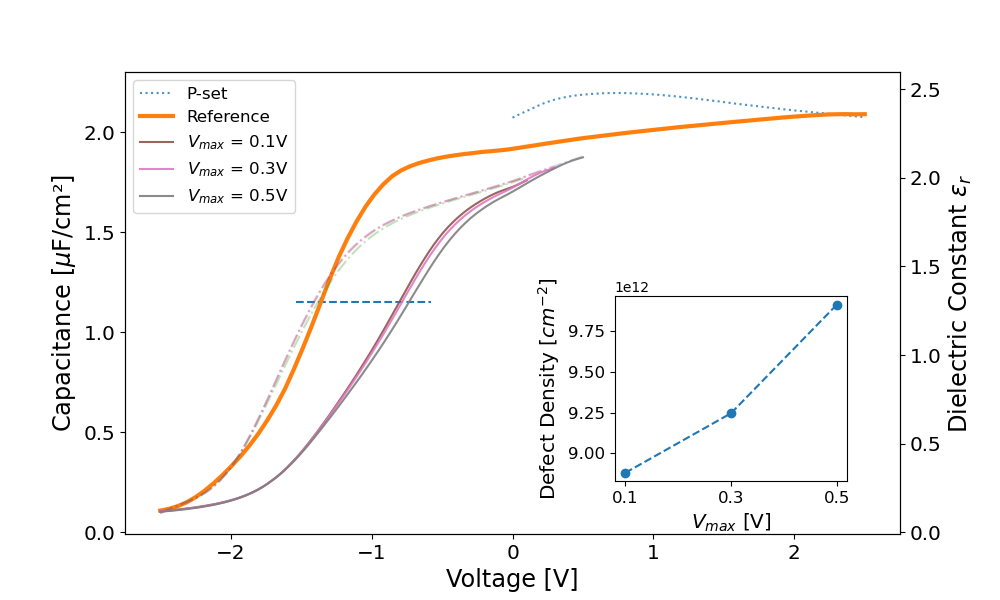 P-set
Reference
V_max = 0.1V
V_max = 0.3V
V_max = 0.5V
Capacitance [μF/cm²]
0.0
0.5
1.0
1.5
2.0
Voltage [V]
−2
−1
0
1
2
Dielectric Constant ε_r
0.0
0.5
1.0
1.5
2.0
2.5
1e12
Defect Density [cm⁻²]
9.75
9.50
9.25
9.00
0.1
0.3
0.5
V_max [V]